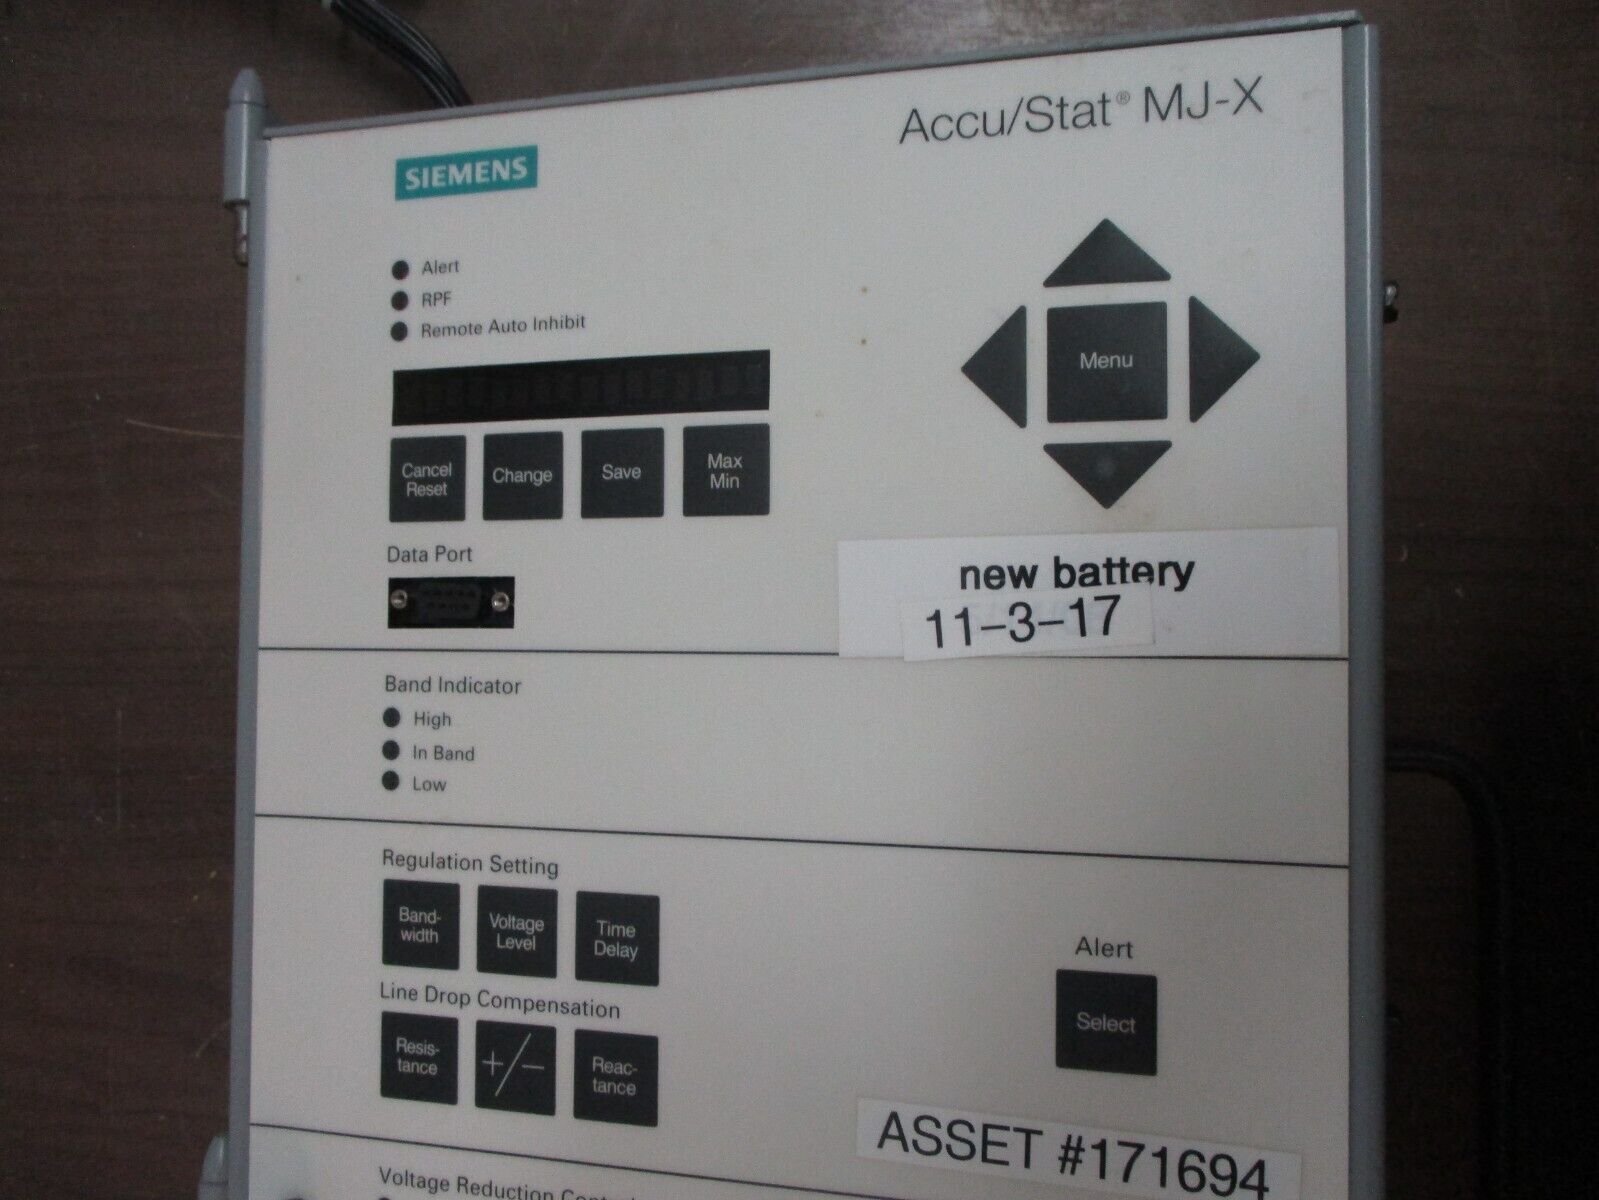 Accu/Stat® MJ-X
SIEMENS
Alert
RPF
Remote Auto Inhibit
Menu
Cancel
Reset
Change
Save
Max
Min
Data Port
new battery
11-3-17
Band Indicator
High
In Band
Low
Regulation Setting
Band-
width
Voltage
Level
Time
Delay
Line Drop Compensation
Resis-
tance
+/-
Reac-
tance
Alert
Select
ASSET #171694
Voltage Reduction